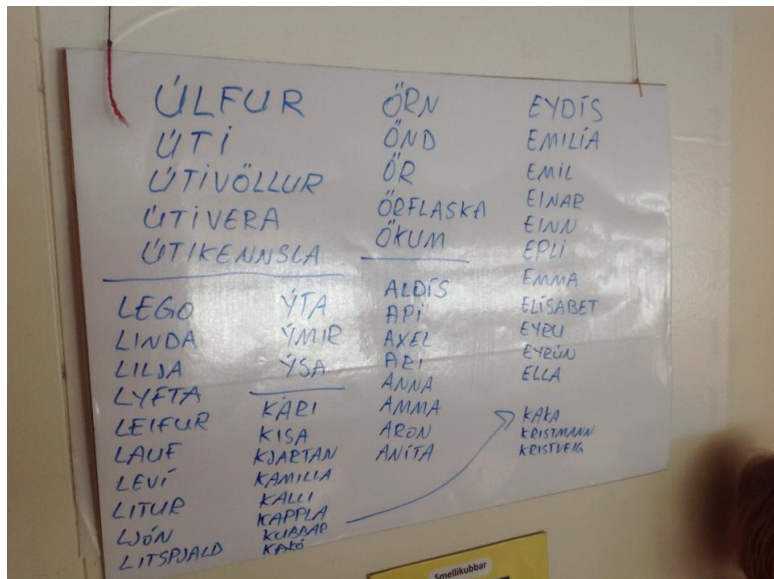 ÚLFUR
ÚTI
ÚTIVÖLLUR
ÚTIVERA
ÚTIKENNSLA
LEGO
LINDA
LILJA
LYFTA
LEIFUR
LAUF
LEVÍ
LITUR
LJÓN
LITSPJALD
ÝTA
ÝMIR
ÝSA
KÁRI
KISA
KJARTAN
KAMILLA
KALLI
KAPPLA
KUBBAR
KAKÓ
ÖRN
ÖND
ÖR
ÖRFLASKA
ÖKUM
ALDÍS
API
AXEL
ARI
ANNA
AMMA
ARON
ANÍTA
EYDÍS
EMILÍA
EMIL
EINAR
EINN
EPLI
EMMA
ELÍSABET
EYRU
EYRÚN
ELLA
KAKA
KRISTMANN
KRISTVEIG
Smellikubbar